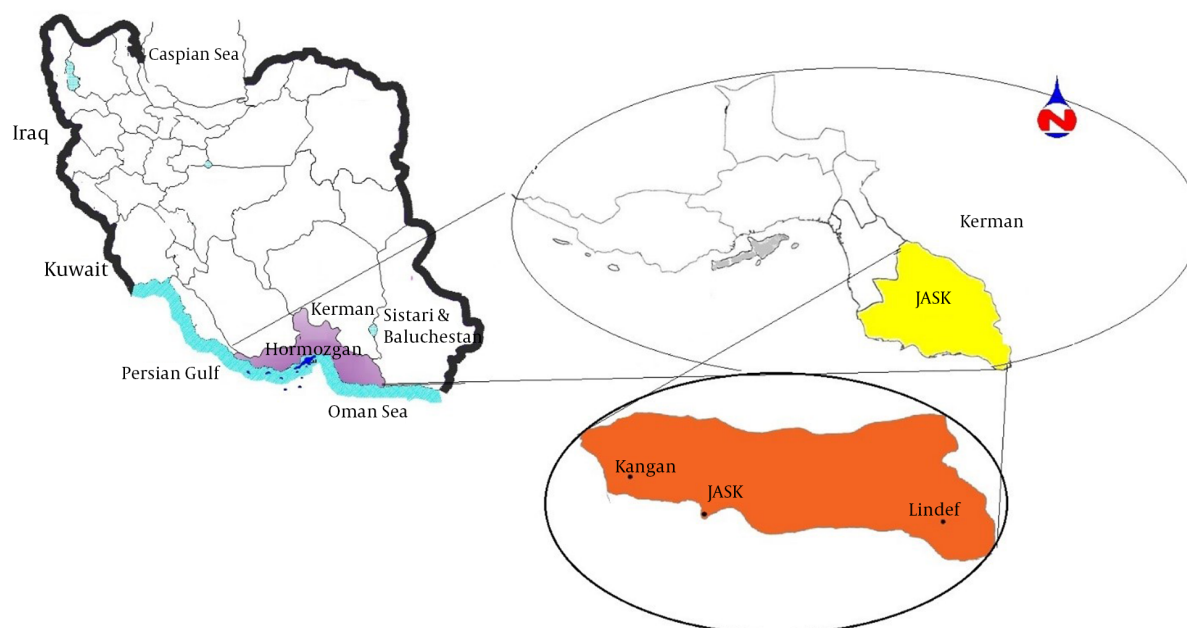 Caspian Sea
Iraq
Kuwait
Kerman
Sistari &
Baluchestan
Hormozgan
Persian Gulf
Oman Sea
N
Kerman
JASK
Kangan
JASK
Lindef